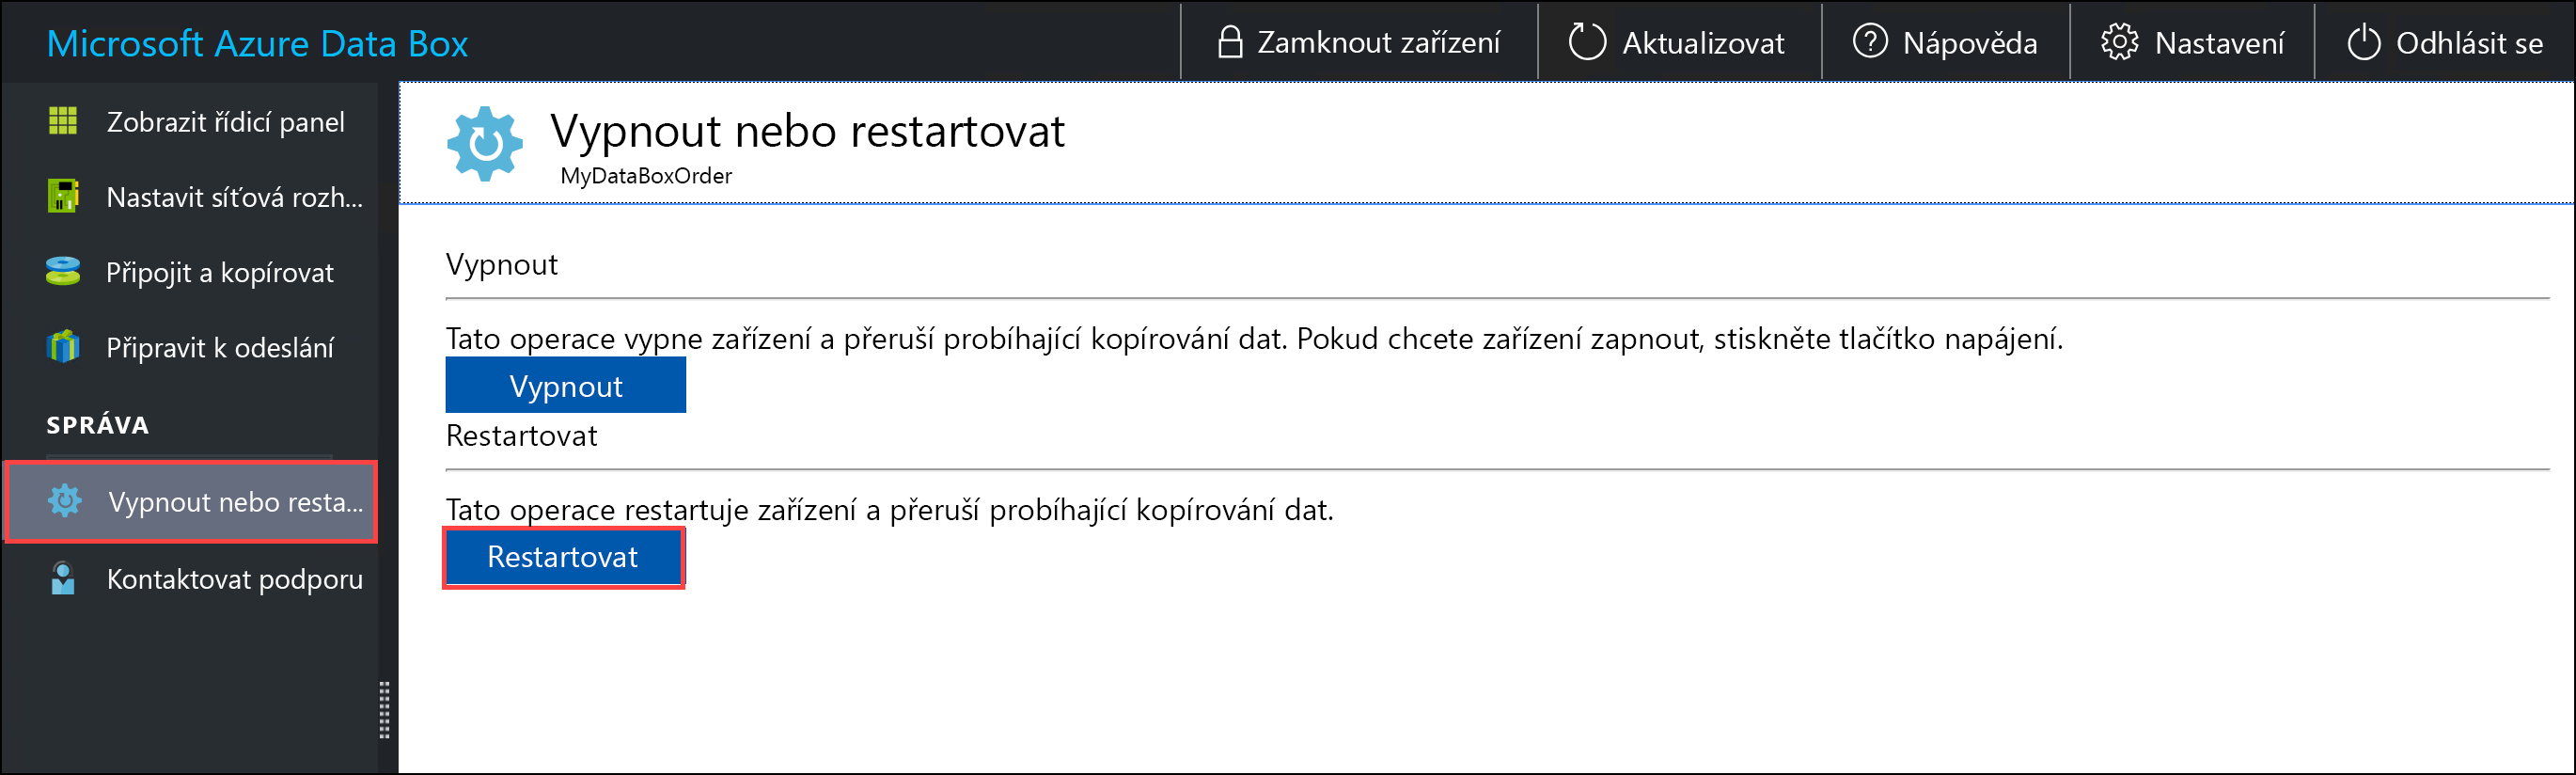 Microsoft Azure Data Box
Zamknout zařízení
Aktualizovat
Nápověda
Nastavení
Odhlásit se
Zobrazit řídicí panel
Nastavit síťová rozh...
Připojit a kopírovat
Připravit k odeslání
SPRÁVA
Vypnout nebo resta...
Kontaktovat podporu
Vypnout nebo restartovat
MyDataBoxOrder
Vypnout
Tato operace vypne zařízení a přeruší probíhající kopírování dat. Pokud chcete zařízení zapnout, stiskněte tlačítko napájení.
Vypnout
Restartovat
Tato operace restartuje zařízení a přeruší probíhající kopírování dat.
Restartovat